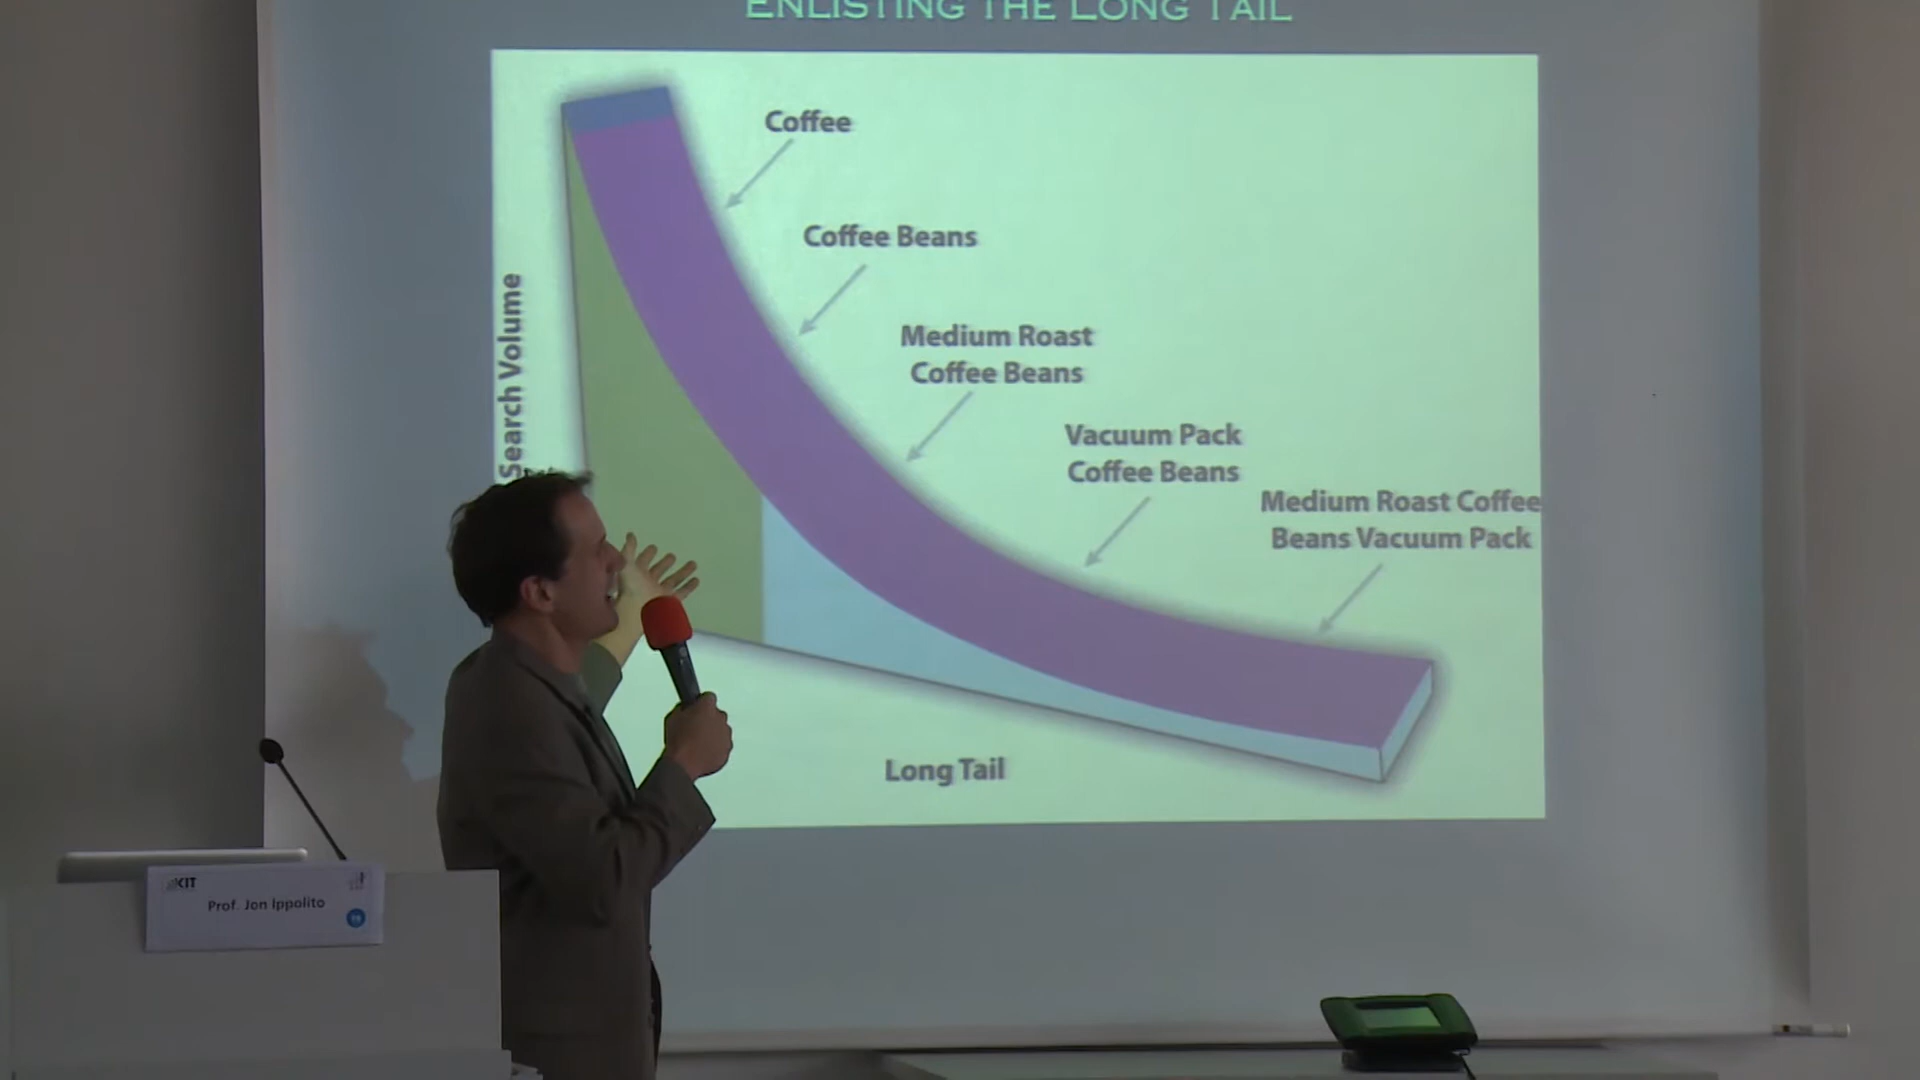 ENLISTING THE LONG TAIL
Coffee
Coffee Beans
Medium Roast
Coffee Beans
Vacuum Pack
Coffee Beans
Medium Roast Coffee
Beans Vacuum Pack
Search Volume
Long Tail
KIT
Prof. Jon Ippolito